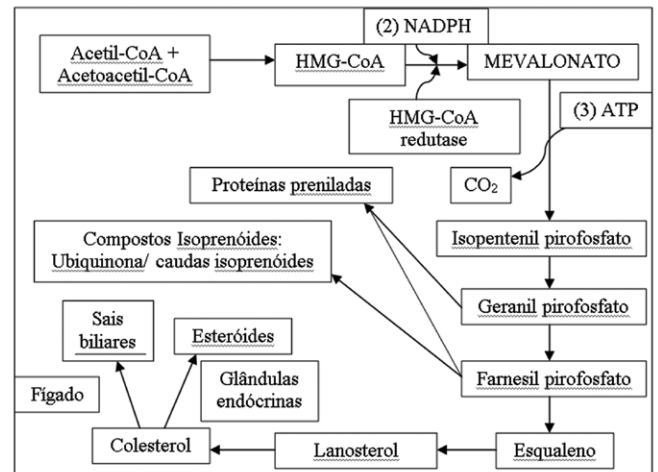 (2) NADPH
Acetil-CoA +
Acetoacetil-CoA
HMG-CoA
MEVALONATO
HMG-CoA
redutase
(3) ATP
CO₂
Proteínas preniladas
Compostos Isoprenóides:
Ubiquinona/ caudas isoprenóides
Isopentenil pirofosfato
Geranil pirofosfato
Farnesil pirofosfato
Sais
biliares
Esteróides
Glândulas
endócrinas
Fígado
Colesterol
Lanosterol
Esqualeno